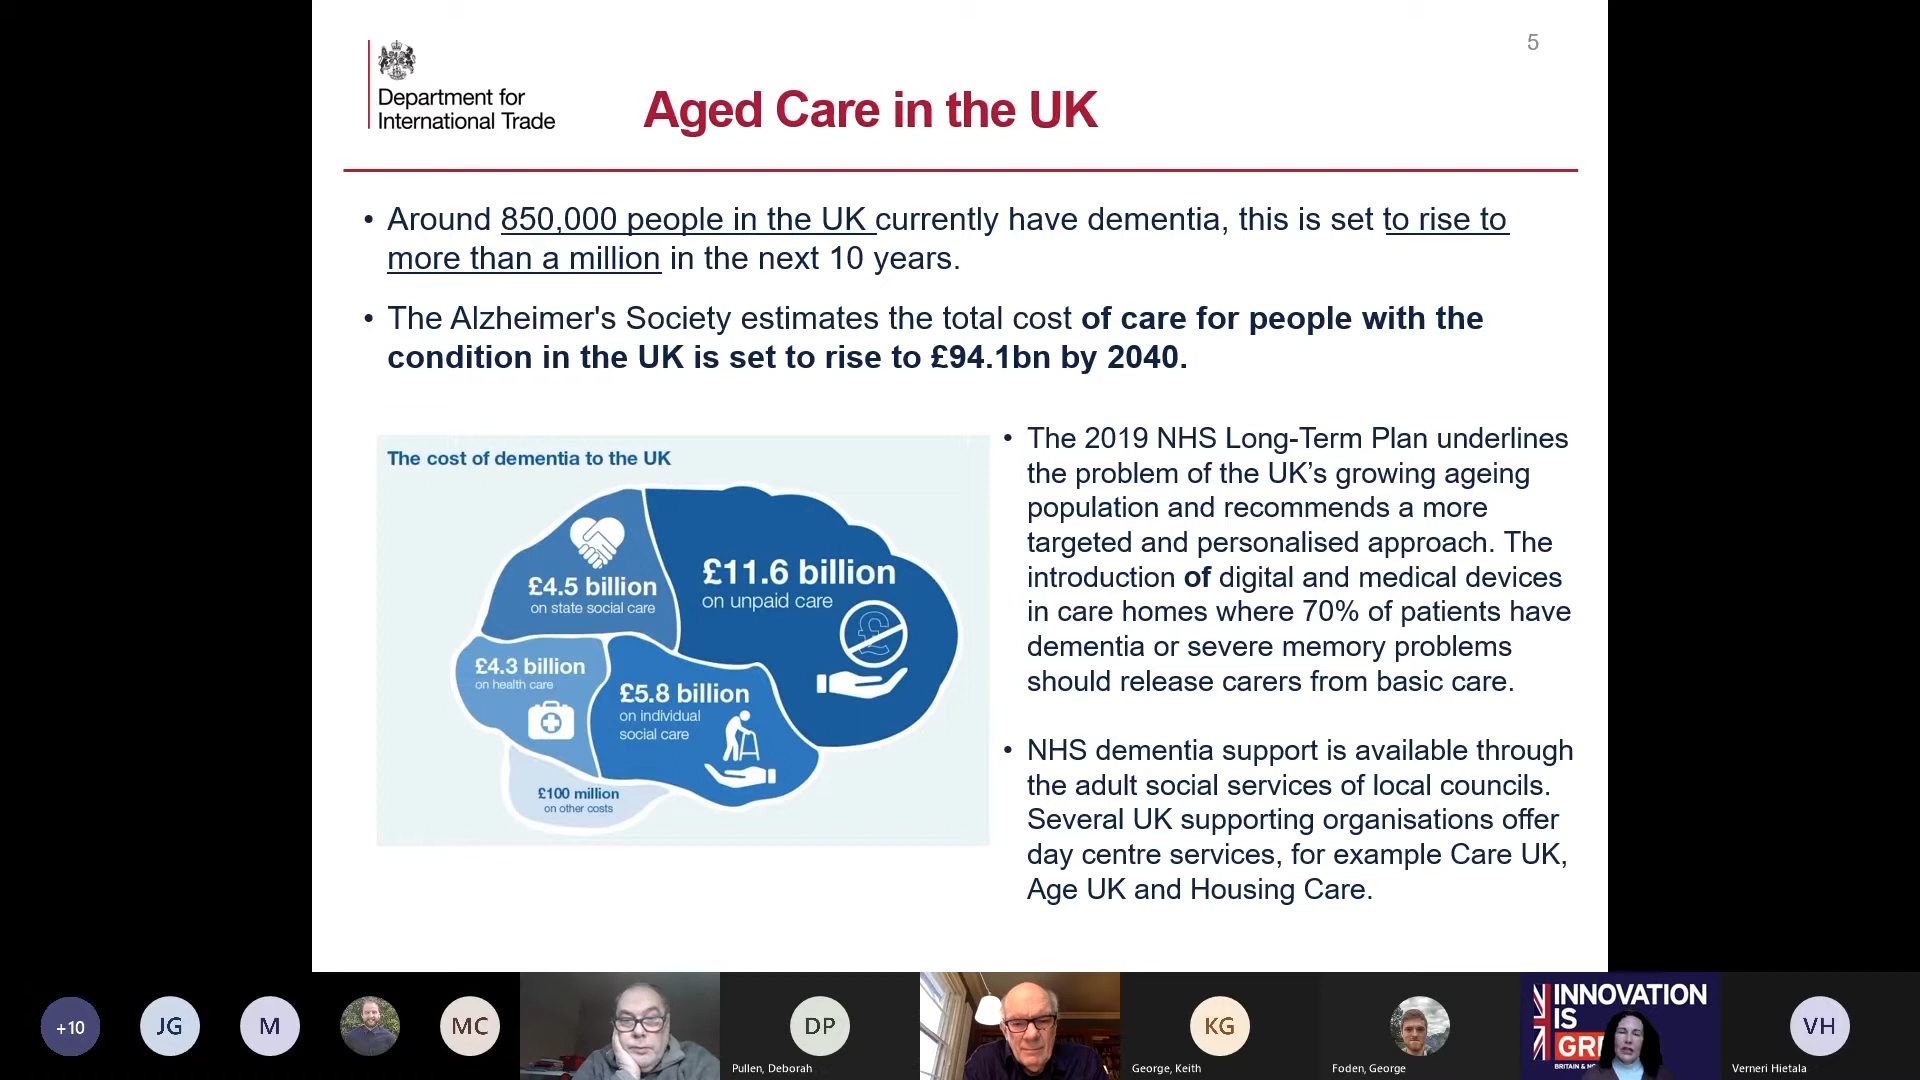 5
Department for
International Trade
Aged Care in the UK
• Around 850,000 people in the UK currently have dementia, this is set to rise to
more than a million in the next 10 years.
• The Alzheimer's Society estimates the total cost of care for people with the
condition in the UK is set to rise to £94.1bn by 2040.
The cost of dementia to the UK
£4.5 billion
on state social care
£11.6 billion
on unpaid care
£
£4.3 billion
on health care
£5.8 billion
on individual
social care
£100 million
on other costs
• The 2019 NHS Long-Term Plan underlines
the problem of the UK’s growing ageing
population and recommends a more
targeted and personalised approach. The
introduction of digital and medical devices
in care homes where 70% of patients have
dementia or severe memory problems
should release carers from basic care.
• NHS dementia support is available through
the adult social services of local councils.
Several UK supporting organisations offer
day centre services, for example Care UK,
Age UK and Housing Care.
+10
JG
M
MC
DP
Pullen, Deborah
KG
George, Keith
Foden, George
INNOVATION
IS
VH
Verneri Hietala